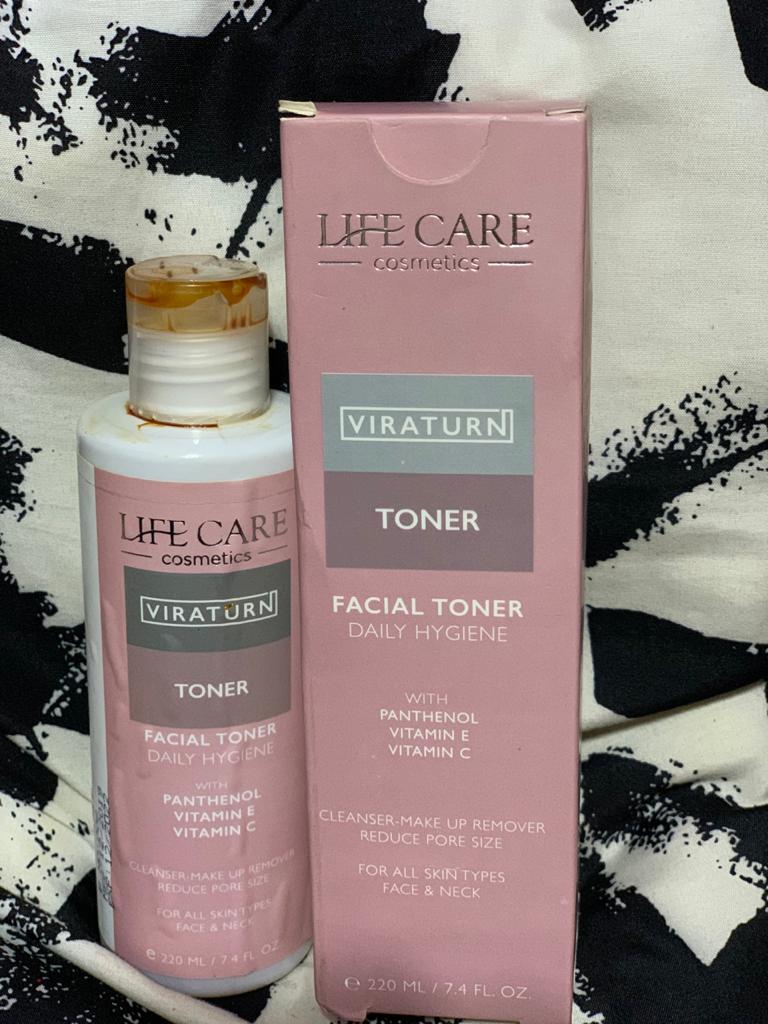 LIFE CARE
cosmetics
VIRATURN
TONER
FACIAL TONER
DAILY HYGIENE
WITH
PANTHENOL
VITAMIN E
VITAMIN C
CLEANSER-MAKE UP REMOVER
REDUCE PORE SIZE
FOR ALL SKIN TYPES
FACE & NECK
℮ 220 ML / 7.4 FL. OZ.
LIFE CARE
cosmetics
VIRATURN
TONER
FACIAL TONER
DAILY HYGIENE
WITH
PANTHENOL
VITAMIN E
VITAMIN C
CLEANSER-MAKE UP REMOVER
REDUCE PORE SIZE
FOR ALL SKIN TYPES
FACE & NECK
℮ 220 ML / 7.4 FL. OZ.